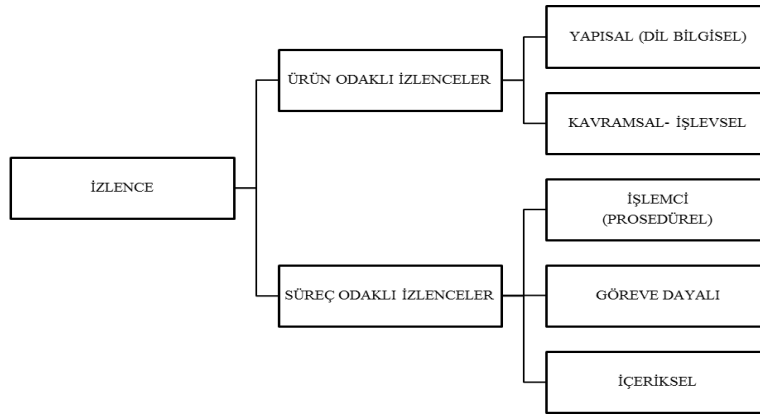 YAPISAL (DİL BİLGİSEL)
ÜRÜN ODAKLI İZLENCELER
KAVRAMSAL- İŞLEVSEL
İZLENCE
İŞLEMCİ
(PROSEDÜREL)
SÜREÇ ODAKLI İZLENCELER
GÖREVE DAYALI
İÇERİKSEL